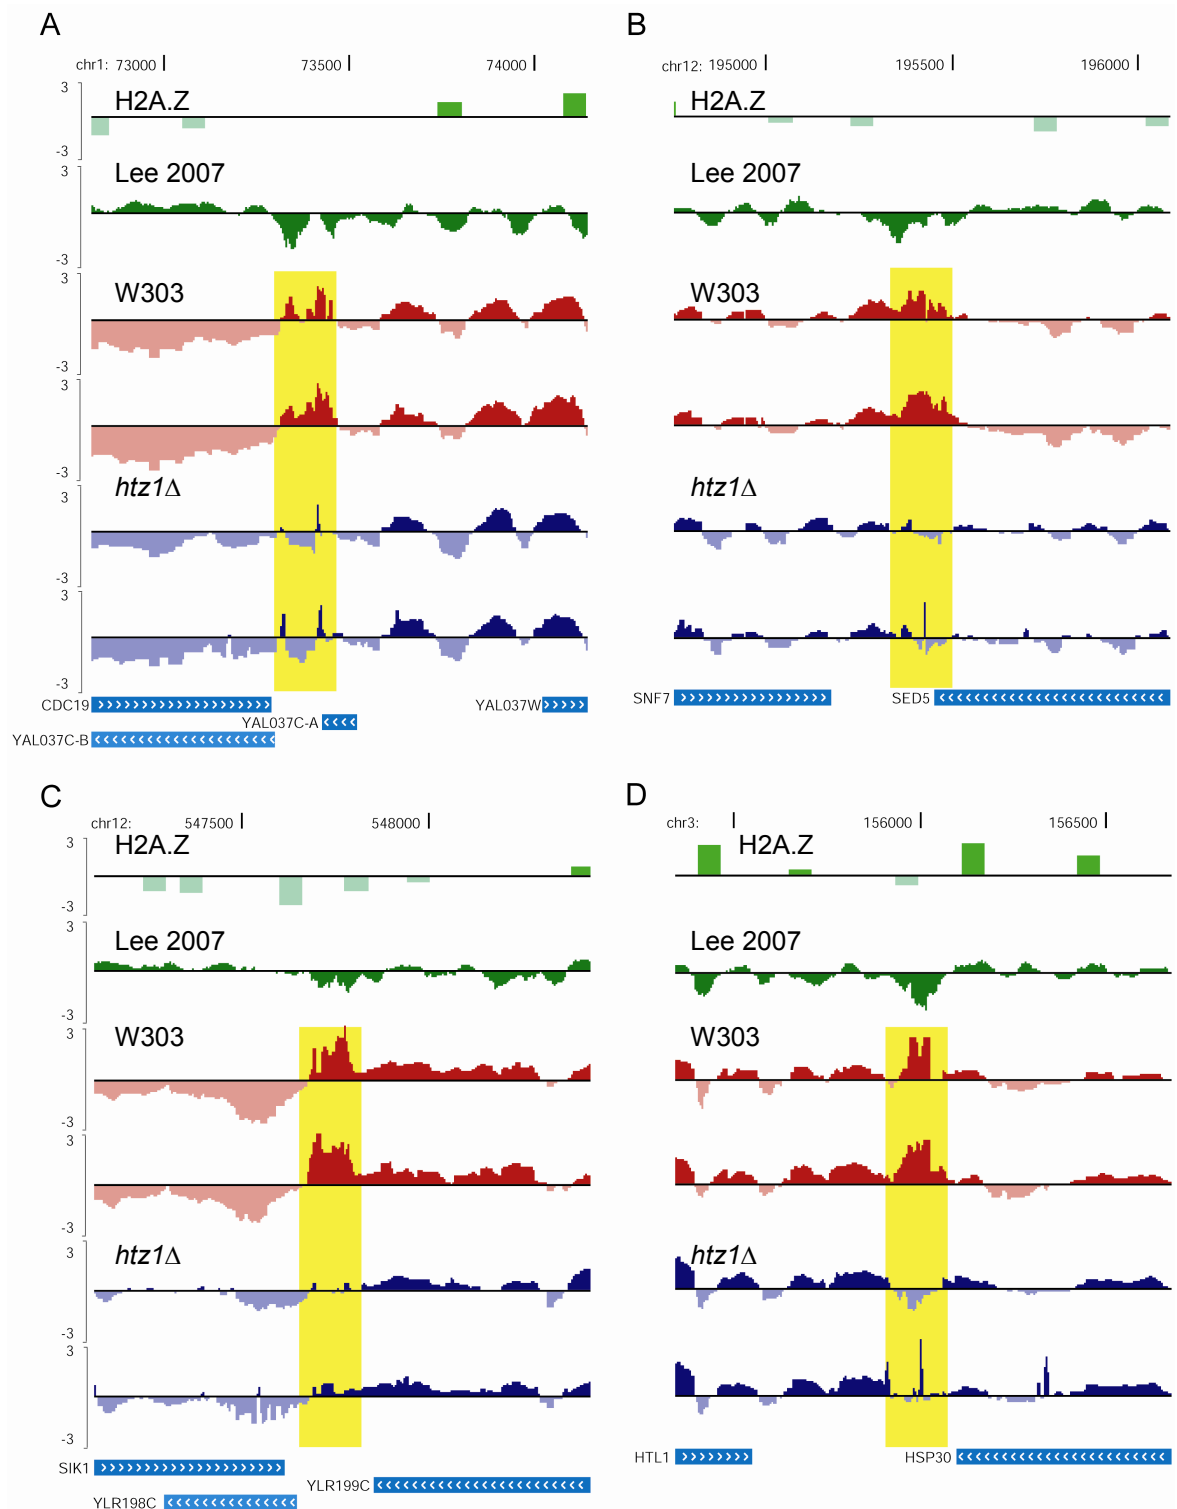 A
chr1: 73000 73500 74000
3
H2A.Z
-3
3
Lee 2007
-3
3
W303
-3
3
-3
3
htz1Δ
-3
3
-3
CDC19
YAL037W
YAL037C-A
YAL037C-B
B
chr12: 195000 195500 196000
H2A.Z
Lee 2007
W303
htz1Δ
SNF7
SED5
C
chr12: 547500 548000
3
H2A.Z
-3
3
Lee 2007
-3
3
W303
-3
3
-3
3
htz1Δ
-3
3
-3
SIK1
YLR199C
YLR198C
D
chr3: 156000 156500
H2A.Z
Lee 2007
W303
htz1Δ
HTL1
HSP30